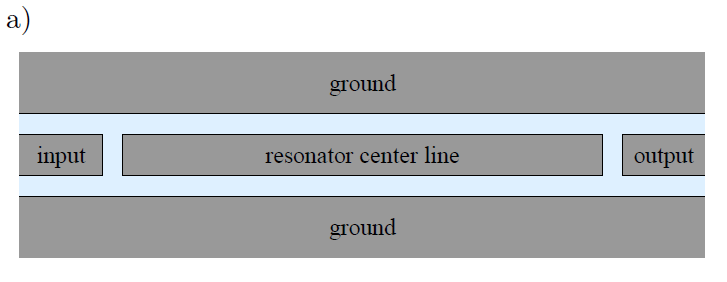 a)
ground
input resonator center line output
ground